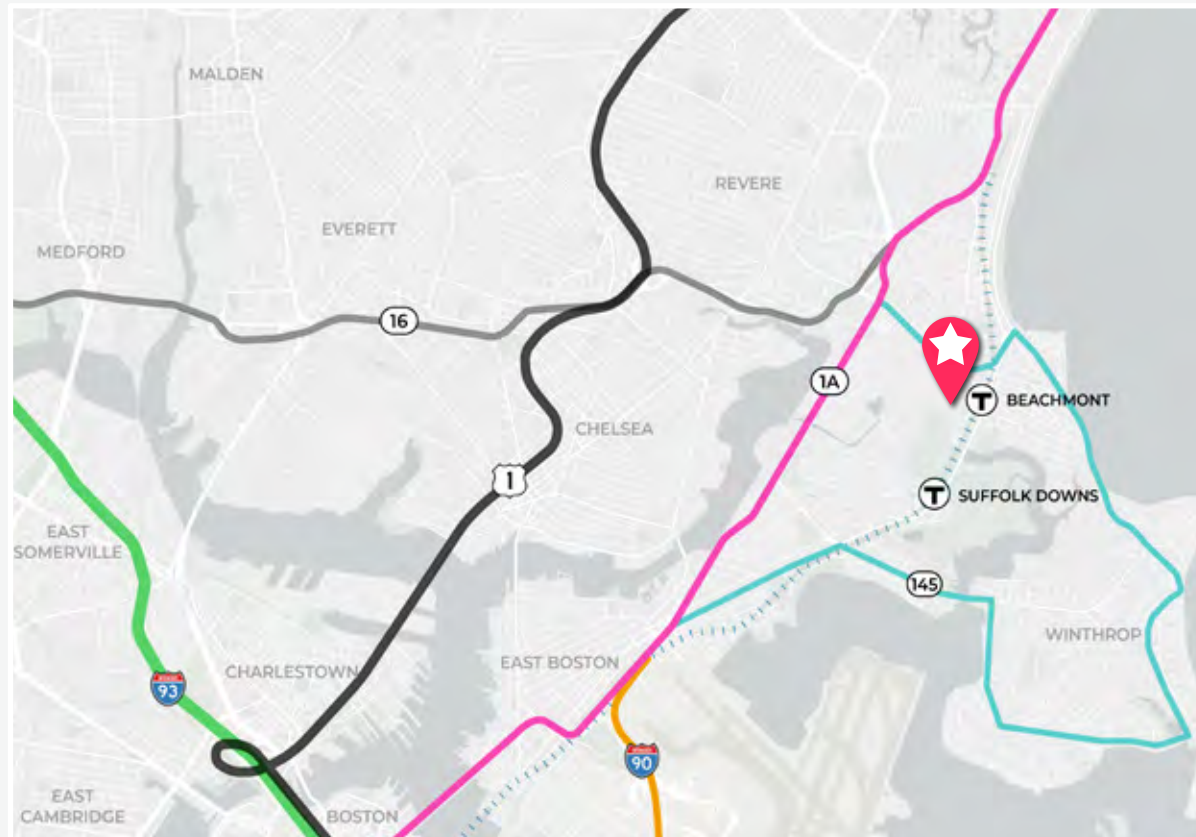 MALDEN
REVERE
EVERETT
MEDFORD
16
1A
BEACHMONT
CHELSEA
1
SUFFOLK DOWNS
EAST
SOMERVILLE
145
WINTHROP
EAST BOSTON
CHARLESTOWN
93
90
EAST
CAMBRIDGE
BOSTON
T
T